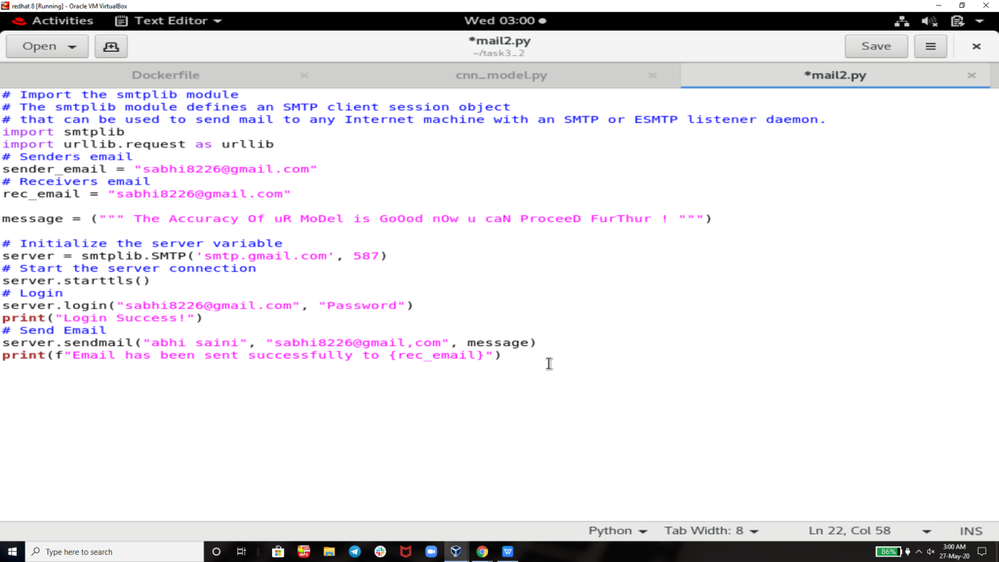 redhat 8 [Running] - Oracle VM VirtualBox
Activities Text Editor Wed 03:00
Open *mail2.py Save
~/task3_2
Dockerfile cnn_model.py *mail2.py
# Import the smtplib module
# The smtplib module defines an SMTP client session object
# that can be used to send mail to any Internet machine with an SMTP or ESMTP listener daemon.
import smtplib
import urllib.request as urllib
# Senders email
sender_email = "sabhi8226@gmail.com"
# Receivers email
rec_email = "sabhi8226@gmail.com"
message = (""" The Accuracy Of uR MoDel is GoOod nOw u caN ProceeD FurThur ! """)
# Initialize the server variable
server = smtplib.SMTP('smtp.gmail.com', 587)
# Start the server connection
server.starttls()
# Login
server.login("sabhi8226@gmail.com", "Password")
print("Login Success!")
# Send Email
server.sendmail("abhi saini", "sabhi8226@gmail,com", message)
print(f"Email has been sent successfully to {rec_email}")
Python Tab Width: 8 Ln 22, Col 58 INS
Type here to search 86% 3:00 AM
27-May-20